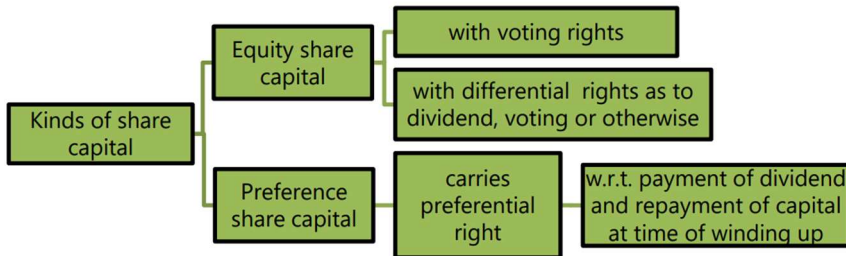 Kinds of share
capital
Equity share
capital
with voting rights
with differential rights as to
dividend, voting or otherwise
Preference
share capital
carries
preferential
right
w.r.t. payment of dividend
and repayment of capital
at time of winding up